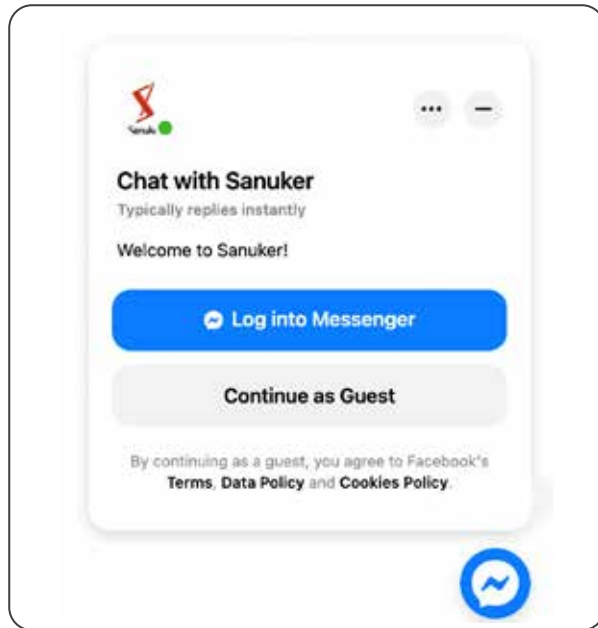 Chat with Sanuker
Typically replies instantly
Welcome to Sanuker!
Log into Messenger
Continue as Guest
By continuing as a guest, you agree to Facebook's
Terms, Data Policy and Cookies Policy.